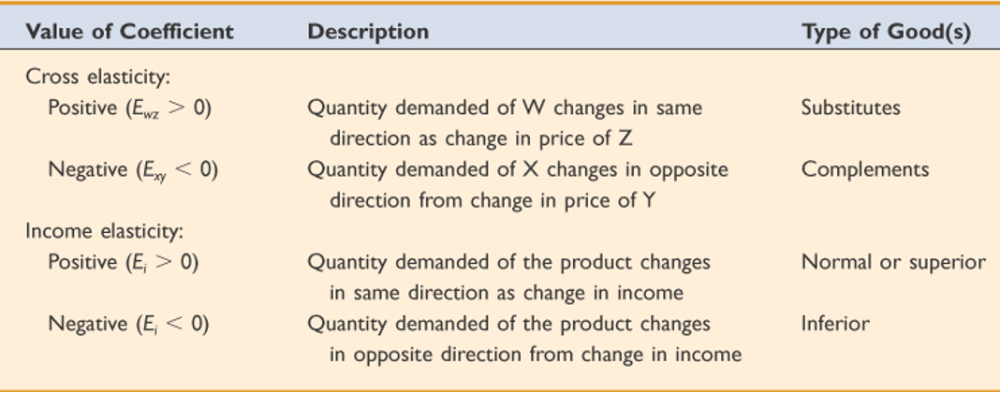 Value of Coefficient Description Type of Good(s)
Cross elasticity:
Positive (E_wz > 0) Quantity demanded of W changes in same Substitutes
direction as change in price of Z
Negative (E_xy < 0) Quantity demanded of X changes in opposite Complements
direction from change in price of Y
Income elasticity:
Positive (E_i > 0) Quantity demanded of the product changes Normal or superior
in same direction as change in income
Negative (E_i < 0) Quantity demanded of the product changes Inferior
in opposite direction from change in income